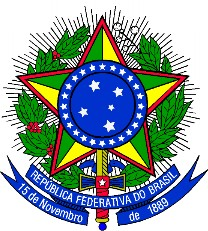 REPÚBLICA FEDERATIVA DO BRASIL
15 de Novembro de 1889